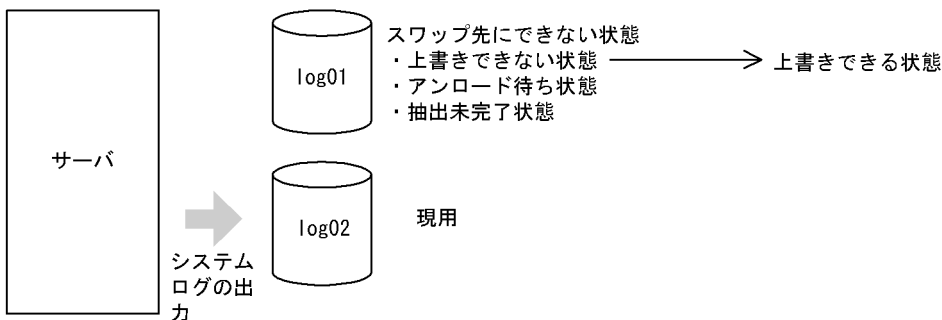 サーバ
システム
ログの出
力
log01
スワップ先にできない状態
・上書きできない状態
・アンロード待ち状態
・抽出未完了状態
上書きできる状態
log02
現用